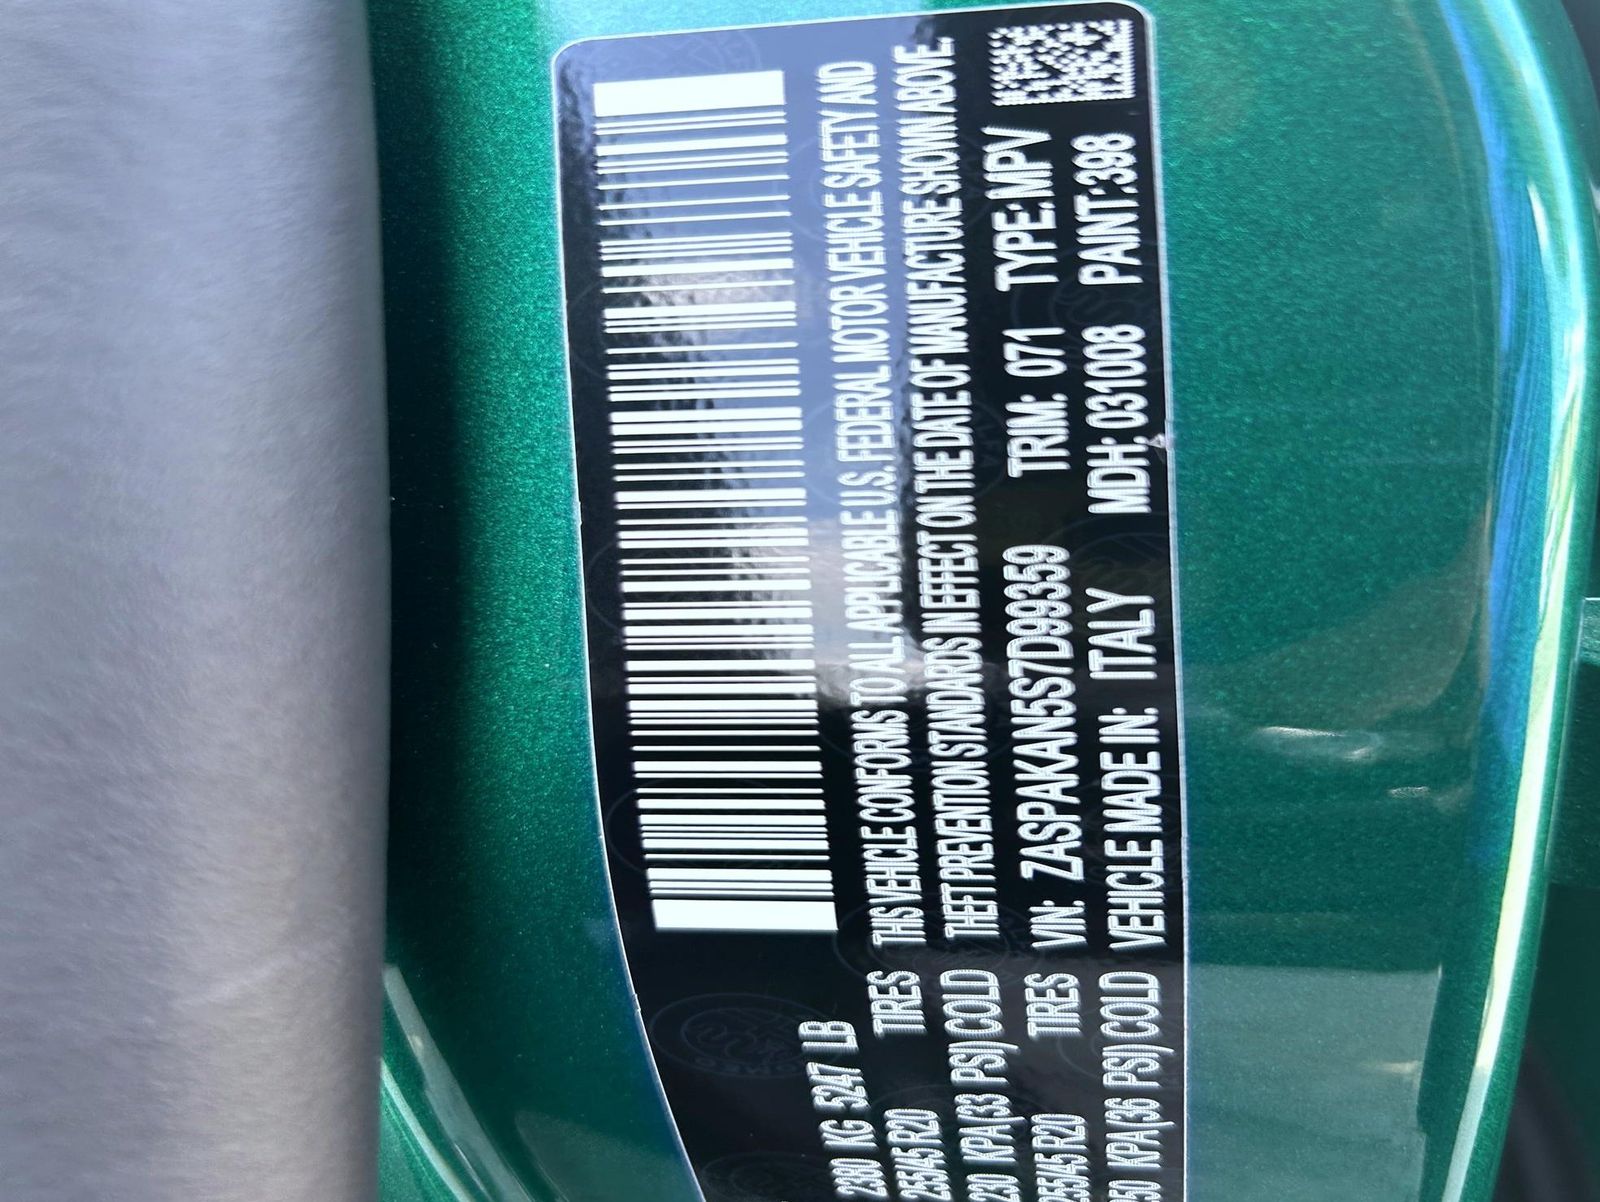 2380 KG 5247 LB
255/45 R20 TIRES THIS VEHICLE CONFORMS TO ALL APPLICABLE U.S. FEDERAL MOTOR VEHICLE SAFETY AND
230 KPA(33 PSI) COLD THEFT PREVENTION STANDARDS IN EFFECT ON THE DATE OF MANUFACTURE SHOWN ABOVE.
255/45 R20 TIRES VIN: ZASPAKAN5S7D99359 TRIM: 071 TYPE: MPV
50 KPA(36 PSI) COLD VEHICLE MADE IN: ITALY MDH: 031008 PAINT:398